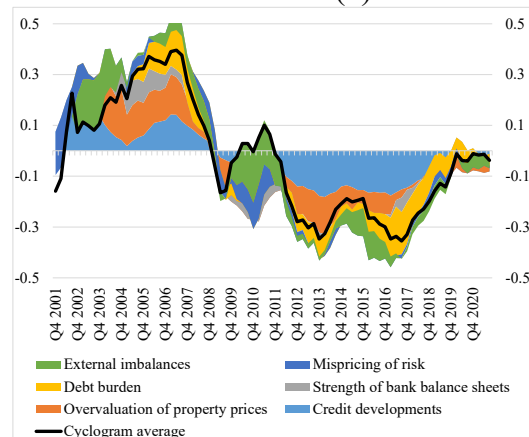 (  )
0.5 0.5
0.3 0.3
0.1 0.1
-0.1 -0.1
-0.3 -0.3
-0.5 -0.5
Q4 2001 Q4 2002 Q4 2003 Q4 2004 Q4 2005 Q4 2006 Q4 2007 Q4 2008 Q4 2009 Q4 2010 Q4 2011 Q4 2012 Q4 2013 Q4 2014 Q4 2015 Q4 2016 Q4 2017 Q4 2018 Q4 2019 Q4 2020
External imbalances Mispricing of risk
Debt burden Strength of bank balance sheets
Overvaluation of property prices Credit developments
Cyclogram average